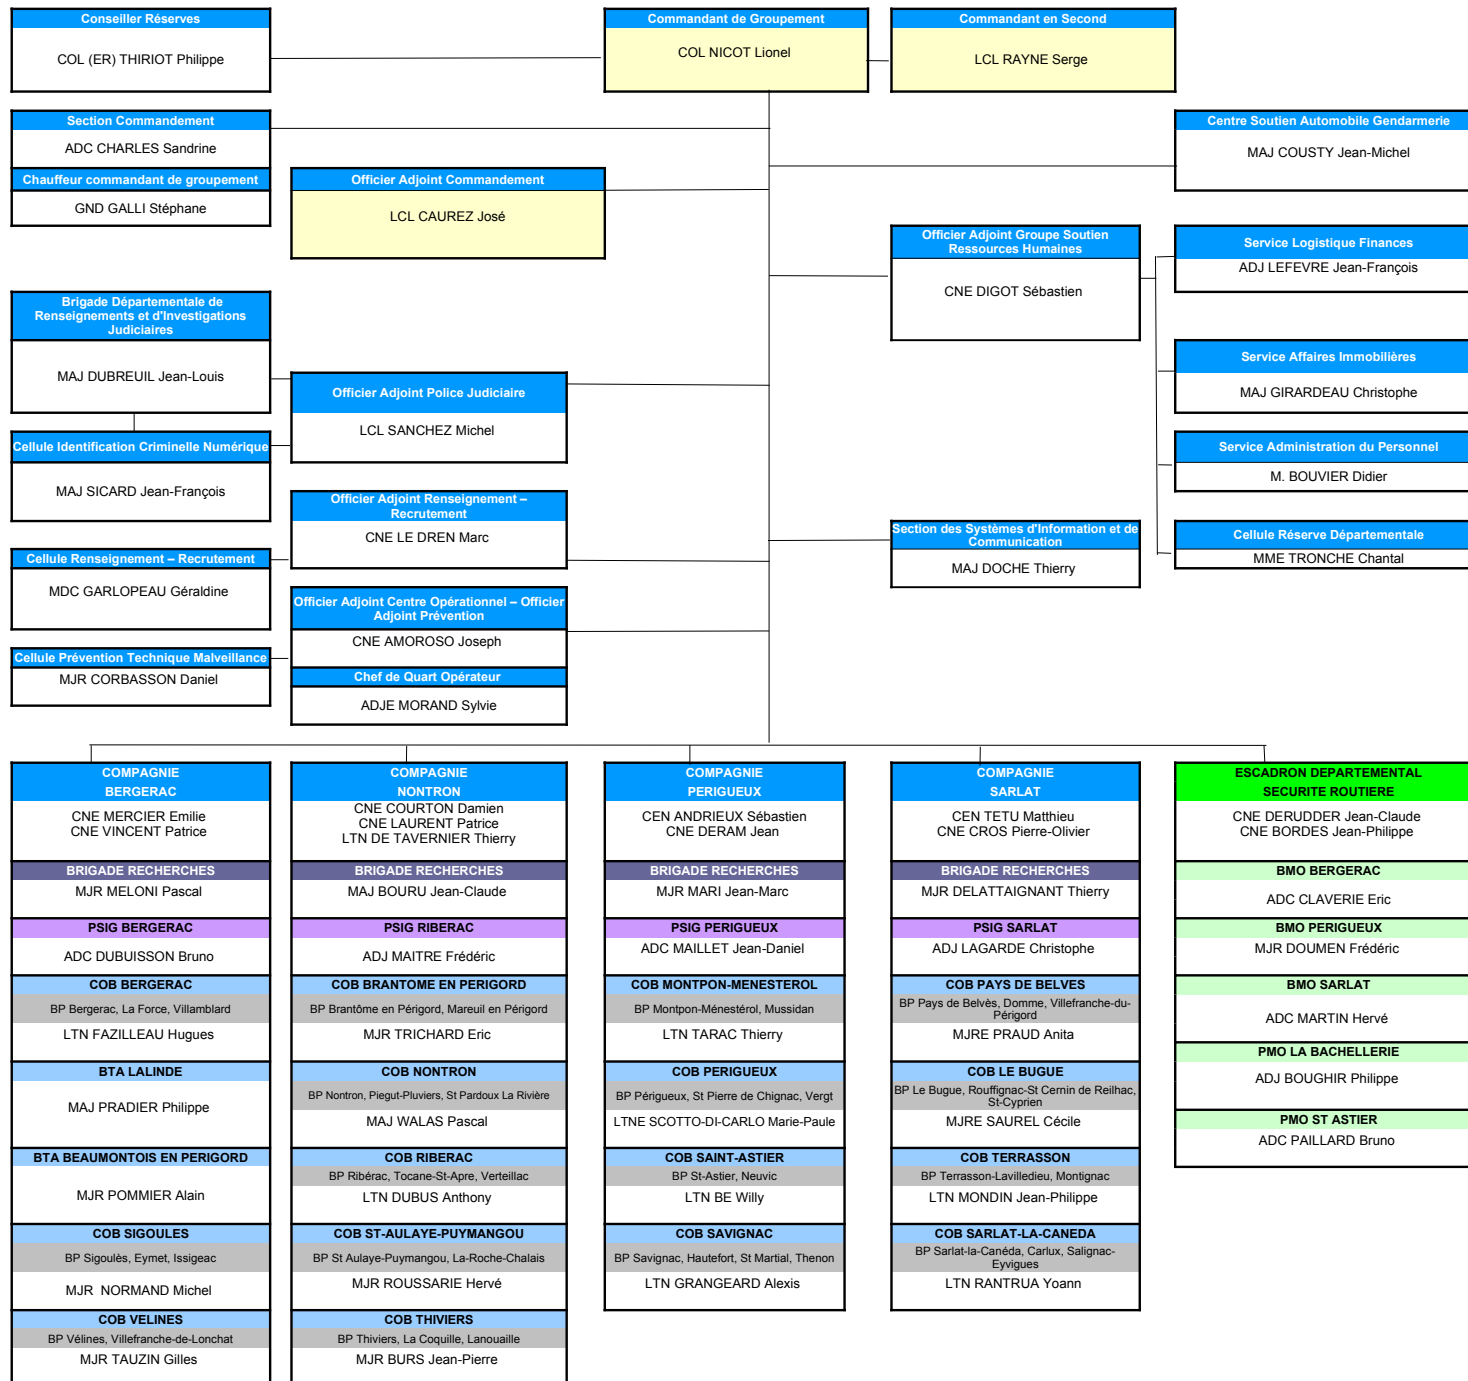 Conseiller Réserves
COL (ER) THIRIOT Philippe
Commandant de Groupement
COL NICOT Lionel
Commandant en Second
LCL RAYNE Serge
Section Commandement
ADC CHARLES Sandrine
Chauffeur commandant de groupement
GND GALLI Stéphane
Officier Adjoint Commandement
LCL CAUREZ José
Centre Soutien Automobile Gendarmerie
MAJ COUSTY Jean-Michel
Officier Adjoint Groupe Soutien
Ressources Humaines
CNE DIGOT Sébastien
Service Logistique Finances
ADJ LEFEVRE Jean-François
Service Affaires Immobilières
MAJ GIRARDEAU Christophe
Service Administration du Personnel
M. BOUVIER Didier
Cellule Réserve Départementale
MME TRONCHE Chantal
Brigade Départementale de
Renseignements et d'Investigations
Judiciaires
MAJ DUBREUIL Jean-Louis
Officier Adjoint Police Judiciaire
LCL SANCHEZ Michel
Cellule Identification Criminelle Numérique
MAJ SICARD Jean-François
Officier Adjoint Renseignement –
Recrutement
CNE LE DREN Marc
Section des Systèmes d'Information et de
Communication
MAJ DOCHE Thierry
Cellule Renseignement – Recrutement
MDC GARLOPEAU Géraldine
Officier Adjoint Centre Opérationnel – Officier
Adjoint Prévention
CNE AMOROSO Joseph
Chef de Quart Opérateur
ADJE MORAND Sylvie
Cellule Prévention Technique Malveillance
MJR CORBASSON Daniel
COMPAGNIE
BERGERAC
CNE MERCIER Emilie
CNE VINCENT Patrice
BRIGADE RECHERCHES
MJR MELONI Pascal
PSIG BERGERAC
ADC DUBUISSON Bruno
COB BERGERAC
BP Bergerac, La Force, Villamblard
LTN FAZILLEAU Hugues
BTA LALINDE
MAJ PRADIER Philippe
BTA BEAUMONTOIS EN PERIGORD
MJR POMMIER Alain
COB SIGOULES
BP Sigoulès, Eymet, Issigeac
MJR  NORMAND Michel
COB VELINES
BP Vélines, Villefranche-de-Lonchat
MJR TAUZIN Gilles
COMPAGNIE
NONTRON
CNE COURTON Damien
CNE LAURENT Patrice
LTN DE TAVERNIER Thierry
BRIGADE RECHERCHES
MAJ BOURU Jean-Claude
PSIG RIBERAC
ADJ MAITRE Frédéric
COB BRANTOME EN PERIGORD
BP Brantôme en Périgord, Mareuil en Périgord
MJR TRICHARD Eric
COB NONTRON
BP Nontron, Piegut-Pluviers, St Pardoux La Rivière
MAJ WALAS Pascal
COB RIBERAC
BP Ribérac, Tocane-St-Apre, Verteillac
LTN DUBUS Anthony
COB ST-AULAYE-PUYMANGOU
BP St Aulaye-Puymangou, La-Roche-Chalais
MJR ROUSSARIE Hervé
COB THIVIERS
BP Thiviers, La Coquille, Lanouaille
MJR BURS Jean-Pierre
COMPAGNIE
PERIGUEUX
CEN ANDRIEUX Sébastien
CNE DERAM Jean
BRIGADE RECHERCHES
MJR MARI Jean-Marc
PSIG PERIGUEUX
ADC MAILLET Jean-Daniel
COB MONTPON-MENESTEROL
BP Montpon-Ménestérol, Mussidan
LTN TARAC Thierry
COB PERIGUEUX
BP Périgueux, St Pierre de Chignac, Vergt
LTNE SCOTTO-DI-CARLO Marie-Paule
COB SAINT-ASTIER
BP St-Astier, Neuvic
LTN BE Willy
COB SAVIGNAC
BP Savignac, Hautefort, St Martial, Thenon
LTN GRANGEARD Alexis
COMPAGNIE
SARLAT
CEN TETU Matthieu
CNE CROS Pierre-Olivier
BRIGADE RECHERCHES
MJR DELATTAIGNANT Thierry
PSIG SARLAT
ADJ LAGARDE Christophe
COB PAYS DE BELVES
BP Pays de Belvès, Domme, Villefranche-du-
Périgord
MJRE PRAUD Anita
COB LE BUGUE
BP Le Bugue, Rouffignac-St Cernin de Reilhac,
St-Cyprien
MJRE SAUREL Cécile
COB TERRASSON
BP Terrasson-Lavilledieu, Montignac
LTN MONDIN Jean-Philippe
COB SARLAT-LA-CANEDA
BP Sarlat-la-Canéda, Carlux, Salignac-
Eyvigues
LTN RANTRUA Yoann
ESCADRON DEPARTEMENTAL
SECURITE ROUTIERE
CNE DERUDDER Jean-Claude
CNE BORDES Jean-Philippe
BMO BERGERAC
ADC CLAVERIE Eric
BMO PERIGUEUX
MJR DOUMEN Frédéric
BMO SARLAT
ADC MARTIN Hervé
PMO LA BACHELLERIE
ADJ BOUGHIR Philippe
PMO ST ASTIER
ADC PAILLARD Bruno